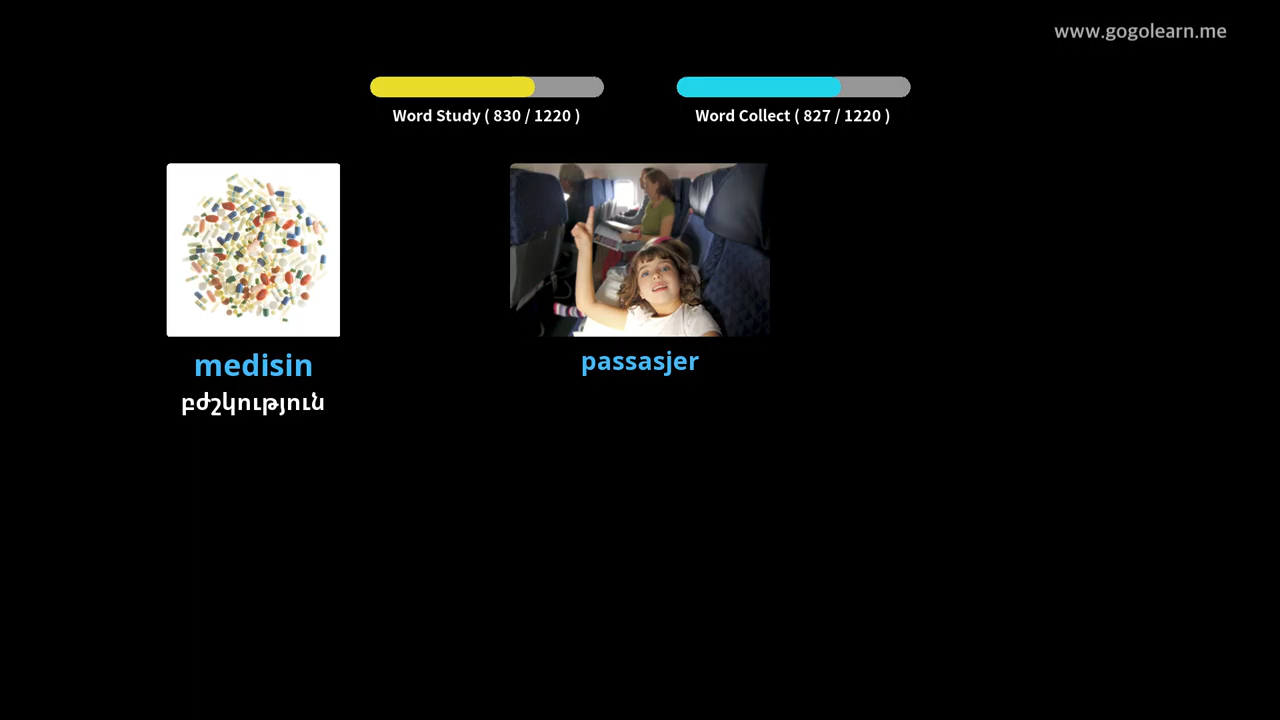 www.gogolearn.me
Word Study ( 830 / 1220 )
Word Collect ( 827 / 1220 )
medisin
բժշկություն
passasjer